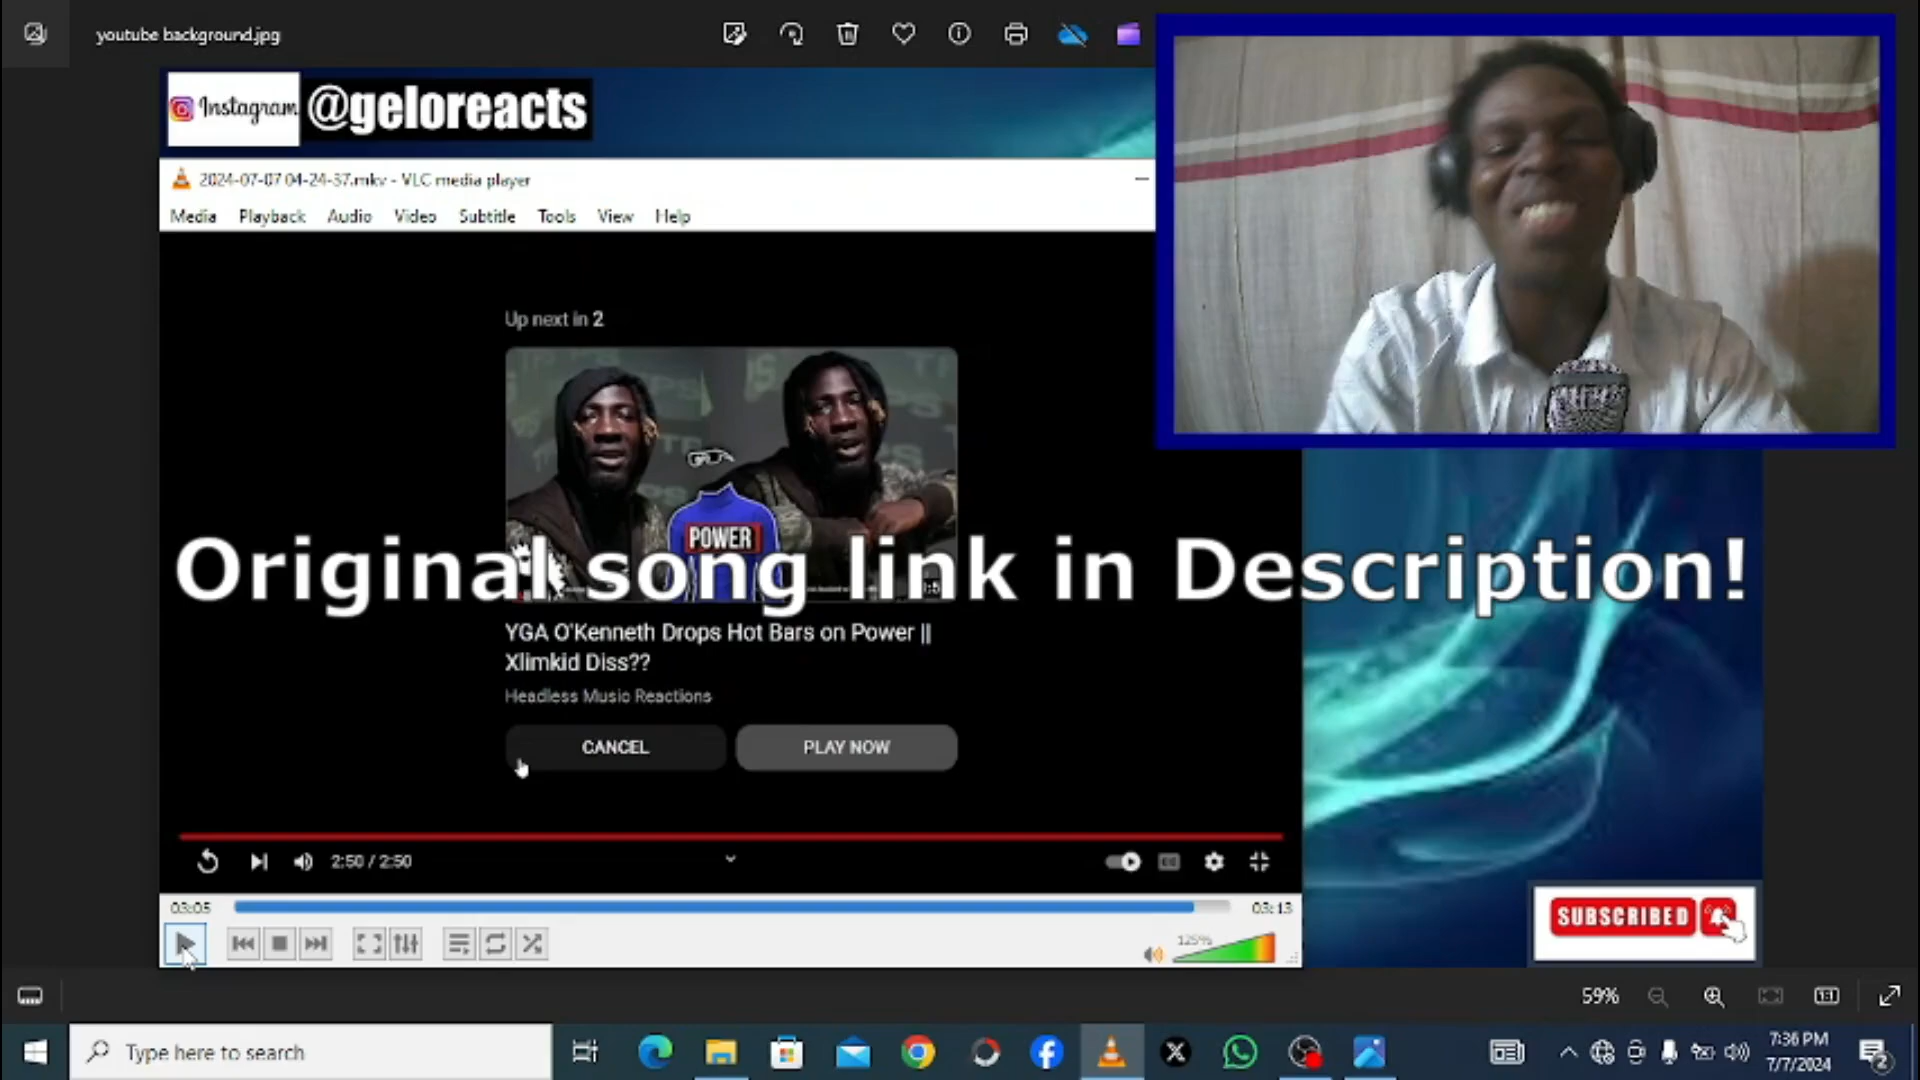 youtube background.jpg
Instagram
@geloreacts
2024-07-07 04-24-37.mkv - VLC media player
Media Playback Audio Video Subtitle Tools View Help
Up next in 2
POWER
Original song link in Description!
YGA O'Kenneth Drops Hot Bars on Power ||
Xlimkid Diss??
Headless Music Reactions
CANCEL
PLAY NOW
2:50 / 2:50
03:05
03:13
125%
SUBSCRIBED
59%
1:1
Type here to search
7:36 PM
7/7/2024
2